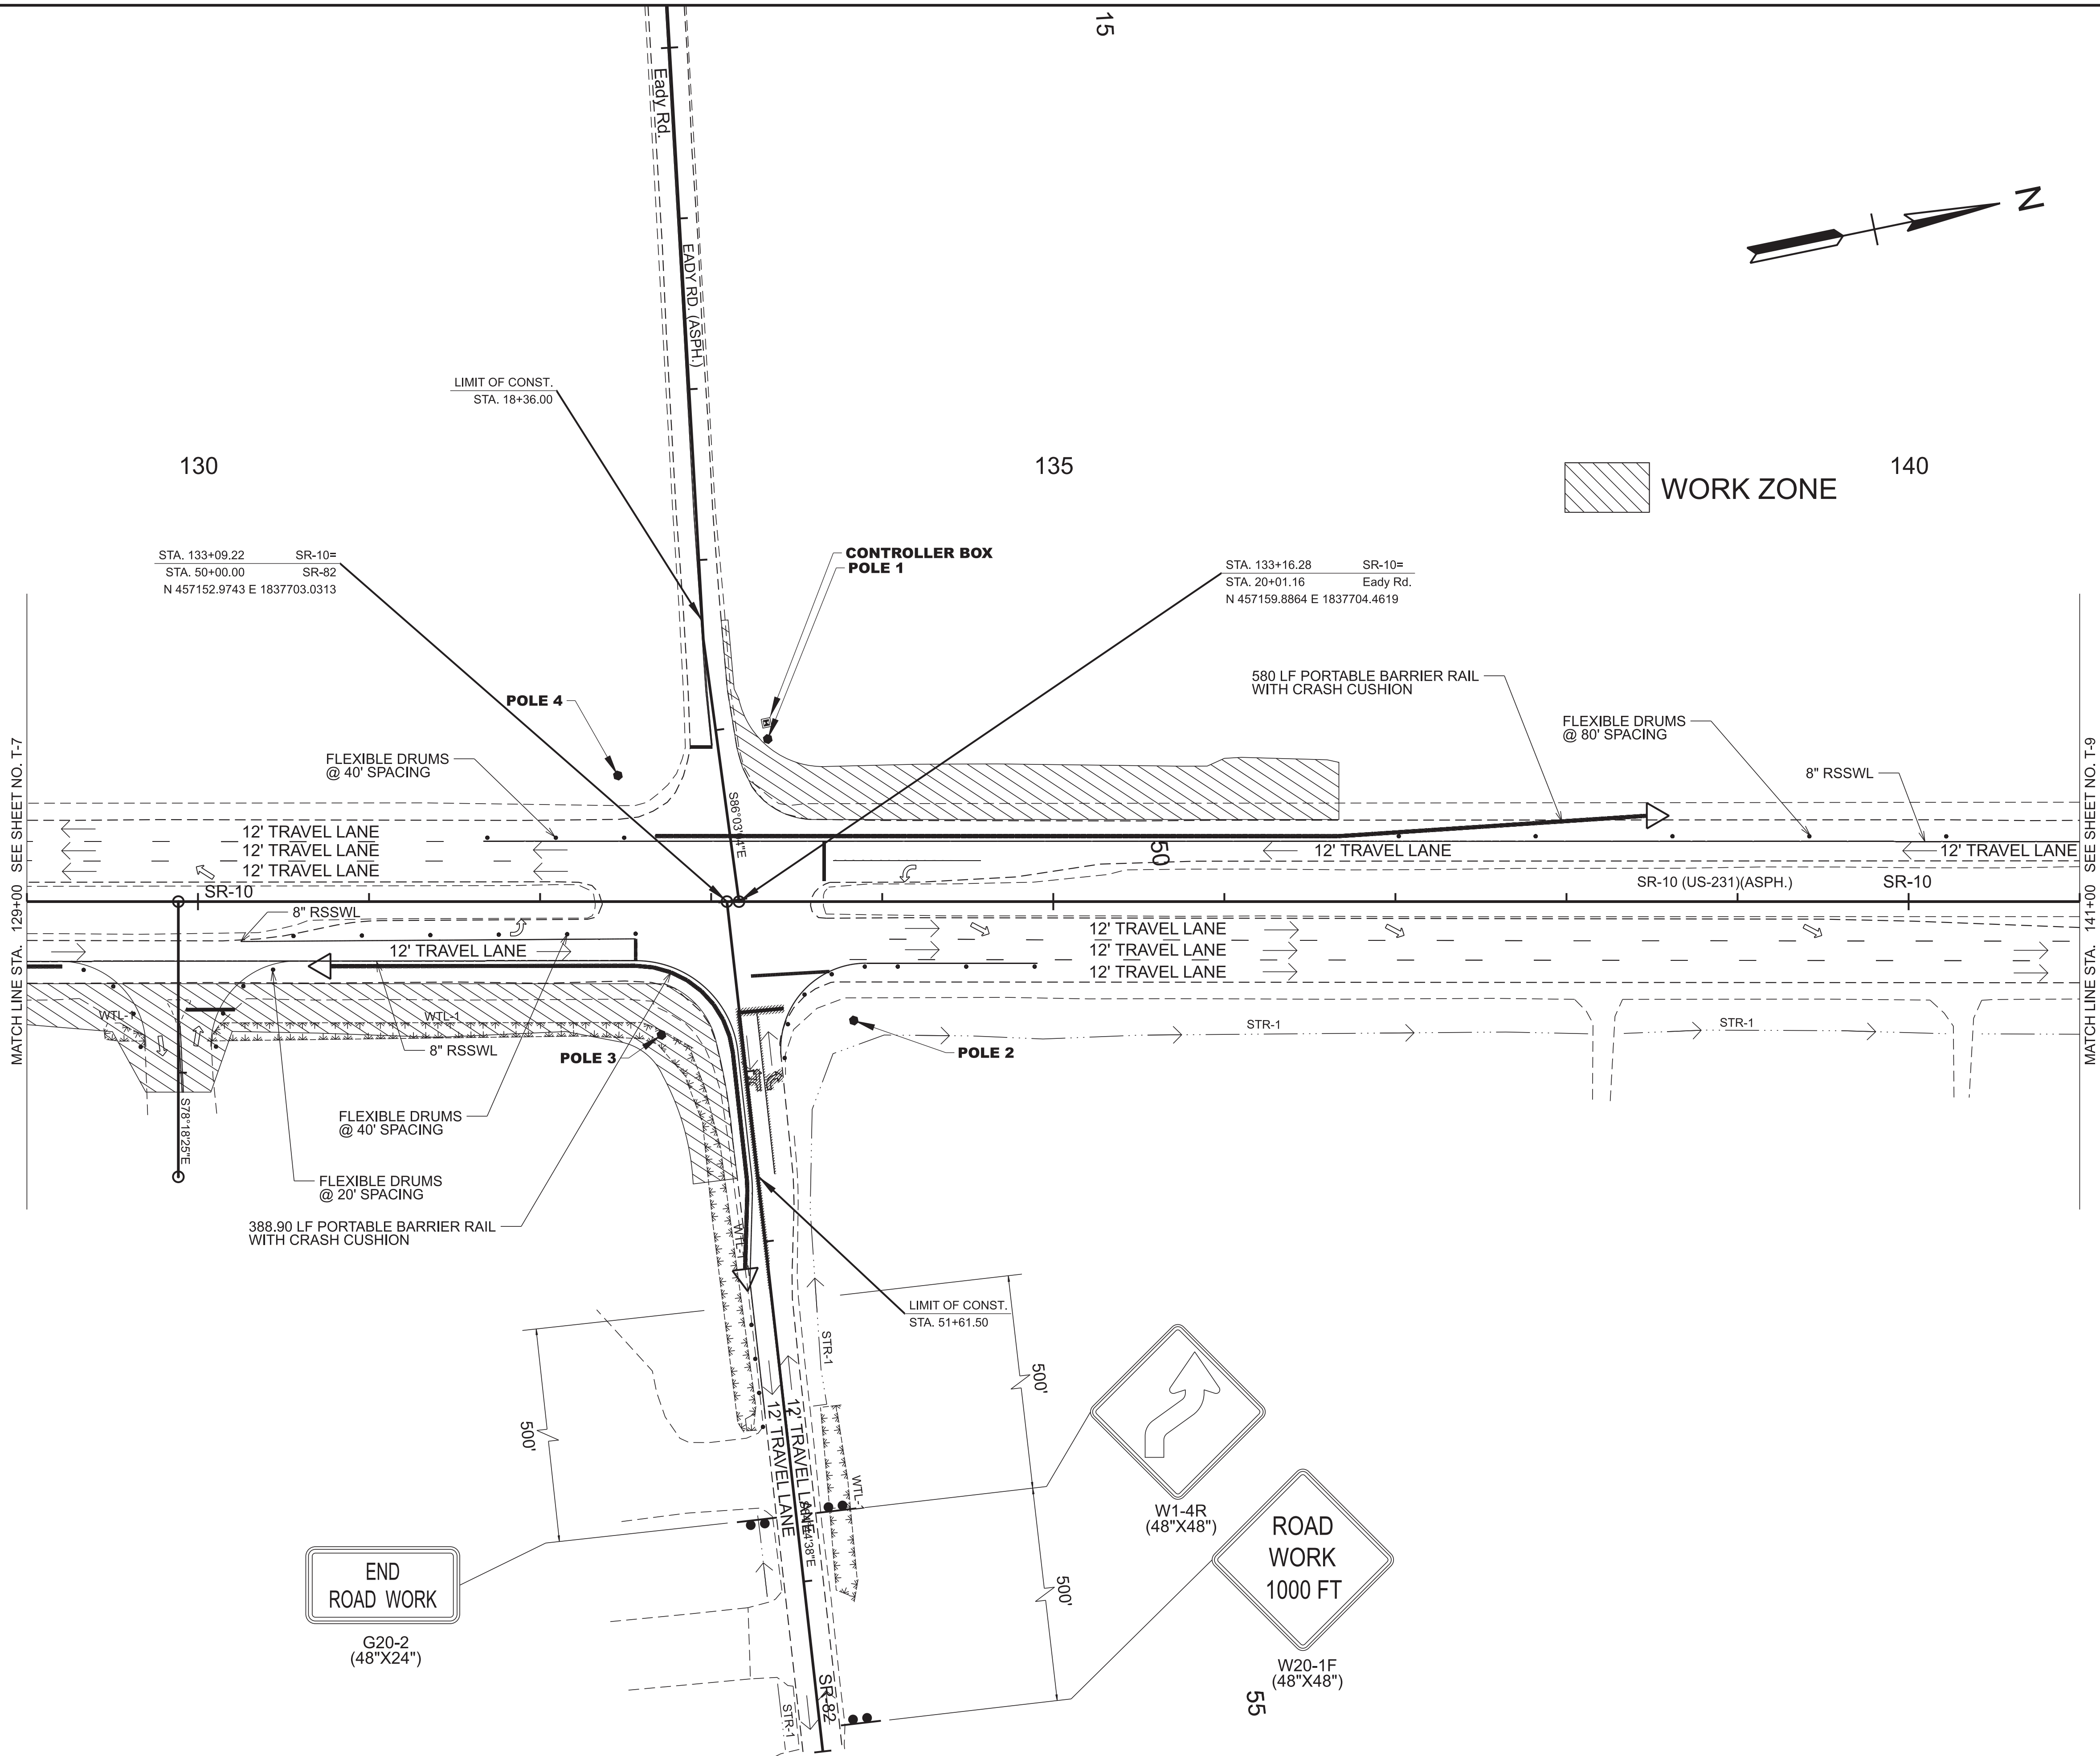 15
Eady Rd.
EADY RD. (ASPH.)
N
LIMIT OF CONST.
STA. 18+36.00
130
135
140
WORK ZONE
STA. 133+09.22 SR-10=
STA. 50+00.00 SR-82
N 457152.9743 E 1837703.0313
CONTROLLER BOX
POLE 1
STA. 133+16.28 SR-10=
STA. 20+01.16 Eady Rd.
N 457159.8864 E 1837704.4619
POLE 4
580 LF PORTABLE BARRIER RAIL
WITH CRASH CUSHION
FLEXIBLE DRUMS
@ 80' SPACING
FLEXIBLE DRUMS
@ 40' SPACING
8" RSSWL
MATCH LINE STA. 129+00 SEE SHEET NO. T-7
MATCH LINE STA. 141+00 SEE SHEET NO. T-9
S86°03'04"E
12' TRAVEL LANE
12' TRAVEL LANE
12' TRAVEL LANE
50
12' TRAVEL LANE
12' TRAVEL LANE
SR-10
SR-10 (US-231)(ASPH.)
SR-10
8" RSSWL
12' TRAVEL LANE
12' TRAVEL LANE
12' TRAVEL LANE
12' TRAVEL LANE
WTL-1
WTL-1
STR-1
STR-1
8" RSSWL
POLE 3
POLE 2
S78°18'25"E
FLEXIBLE DRUMS
@ 40' SPACING
FLEXIBLE DRUMS
@ 20' SPACING
388.90 LF PORTABLE BARRIER RAIL
WITH CRASH CUSHION
WTL-1
LIMIT OF CONST.
STA. 51+61.50
STR-1
500'
500'
12' TRAVEL LANE
12' TRAVEL LANE
WTL-1
W1-4R
(48"X48")
ROAD
WORK
1000 FT
W20-1F
(48"X48")
500'
END
ROAD WORK
G20-2
(48"X24")
STR-1
SR-82
55